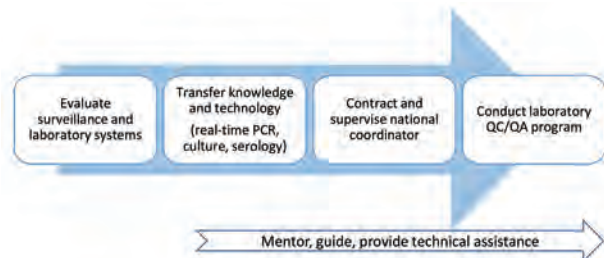 Evaluate
surveillance and
laboratory systems
Transfer knowledge
and technology
(real-time PCR,
culture, serology)
Contract and
supervise national
coordinator
Conduct laboratory
QC/QA program
Mentor, guide, provide technical assistance